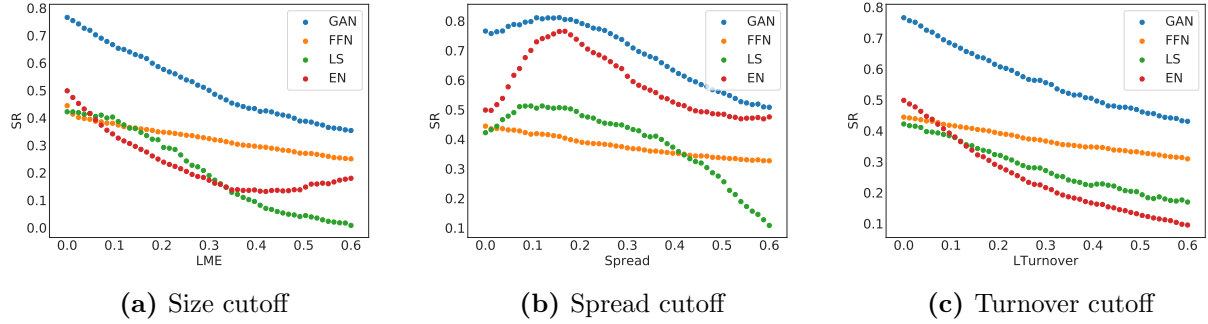 0.8
0.7
0.6
0.5
0.4
0.3
0.2
0.1
0.0
SR
0.0 0.1 0.2 0.3 0.4 0.5 0.6
LME
GAN
FFN
LS
EN
(a) Size cutoff
0.8
0.7
0.6
0.5
0.4
0.3
0.2
0.1
SR
0.0 0.1 0.2 0.3 0.4 0.5 0.6
Spread
GAN
FFN
LS
EN
(b) Spread cutoff
0.8
0.7
0.6
0.5
0.4
0.3
0.2
0.1
SR
0.0 0.1 0.2 0.3 0.4 0.5 0.6
LTurnover
GAN
FFN
LS
EN
(c) Turnover cutoff